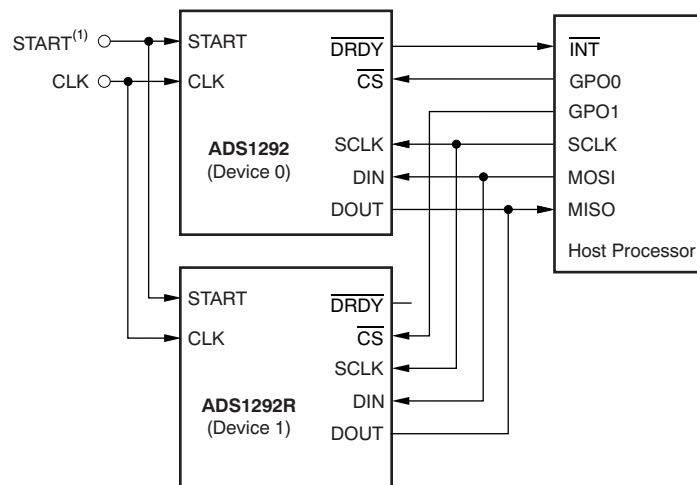 START(1)
CLK
START
CLK
ADS1292
(Device 0)
DRDY
CS
SCLK
DIN
DOUT
INT
GPO0
GPO1
SCLK
MOSI
MISO
Host Processor
START
CLK
ADS1292R
(Device 1)
DRDY
CS
SCLK
DIN
DOUT